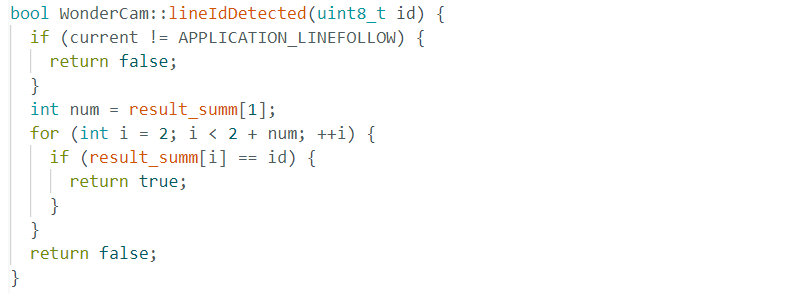 bool WonderCam::lineIdDetected(uint8_t id) {
  if (current != APPLICATION_LINEFOLLOW) {
    return false;
  }
  int num = result_summ[1];
  for (int i = 2; i < 2 + num; ++i) {
    if (result_summ[i] == id) {
      return true;
    }
  }
  return false;
}